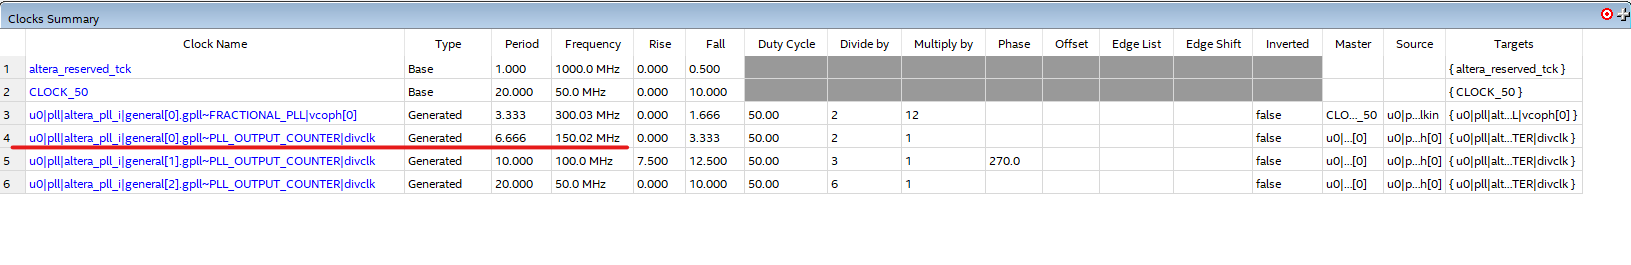 Clocks Summary
Clock Name Type Period Frequency Rise Fall Duty Cycle Divide by Multiply by Phase Offset Edge List Edge Shift Inverted Master Source Targets
1 altera_reserved_tck Base 1.000 1000.0 MHz 0.000 0.500 { altera_reserved_tck }
2 CLOCK_50 Base 20.000 50.0 MHz 0.000 10.000 { CLOCK_50 }
3 u0|pll|altera_pll_i|general[0].gpll~FRACTIONAL_PLL|vcoph[0] Generated 3.333 300.03 MHz 0.000 1.666 50.00 2 12 false CLO..._50 u0|p...lkin { u0|pll|alt...L|vcoph[0] }
4 u0|pll|altera_pll_i|general[0].gpll~PLL_OUTPUT_COUNTER|divclk Generated 6.666 150.02 MHz 0.000 3.333 50.00 2 1 false u0|...[0] u0|p...h[0] { u0|pll|alt...TER|divclk }
5 u0|pll|altera_pll_i|general[1].gpll~PLL_OUTPUT_COUNTER|divclk Generated 10.000 100.0 MHz 7.500 12.500 50.00 3 1 270.0 false u0|...[0] u0|p...h[0] { u0|pll|alt...TER|divclk }
6 u0|pll|altera_pll_i|general[2].gpll~PLL_OUTPUT_COUNTER|divclk Generated 20.000 50.0 MHz 0.000 10.000 50.00 6 1 false u0|...[0] u0|p...h[0] { u0|pll|alt...TER|divclk }